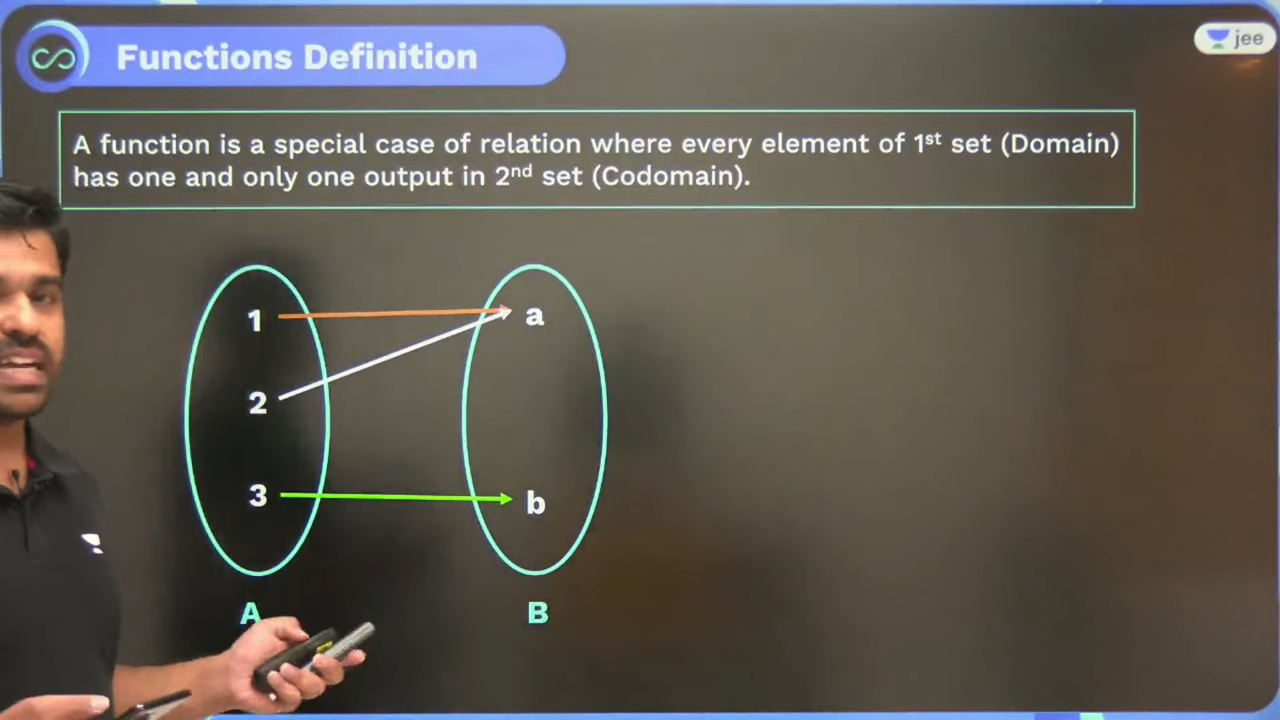 Functions Definition
jee
A function is a special case of relation where every element of 1st set (Domain)
has one and only one output in 2nd set (Codomain).
1
a
2
3
b
A
B